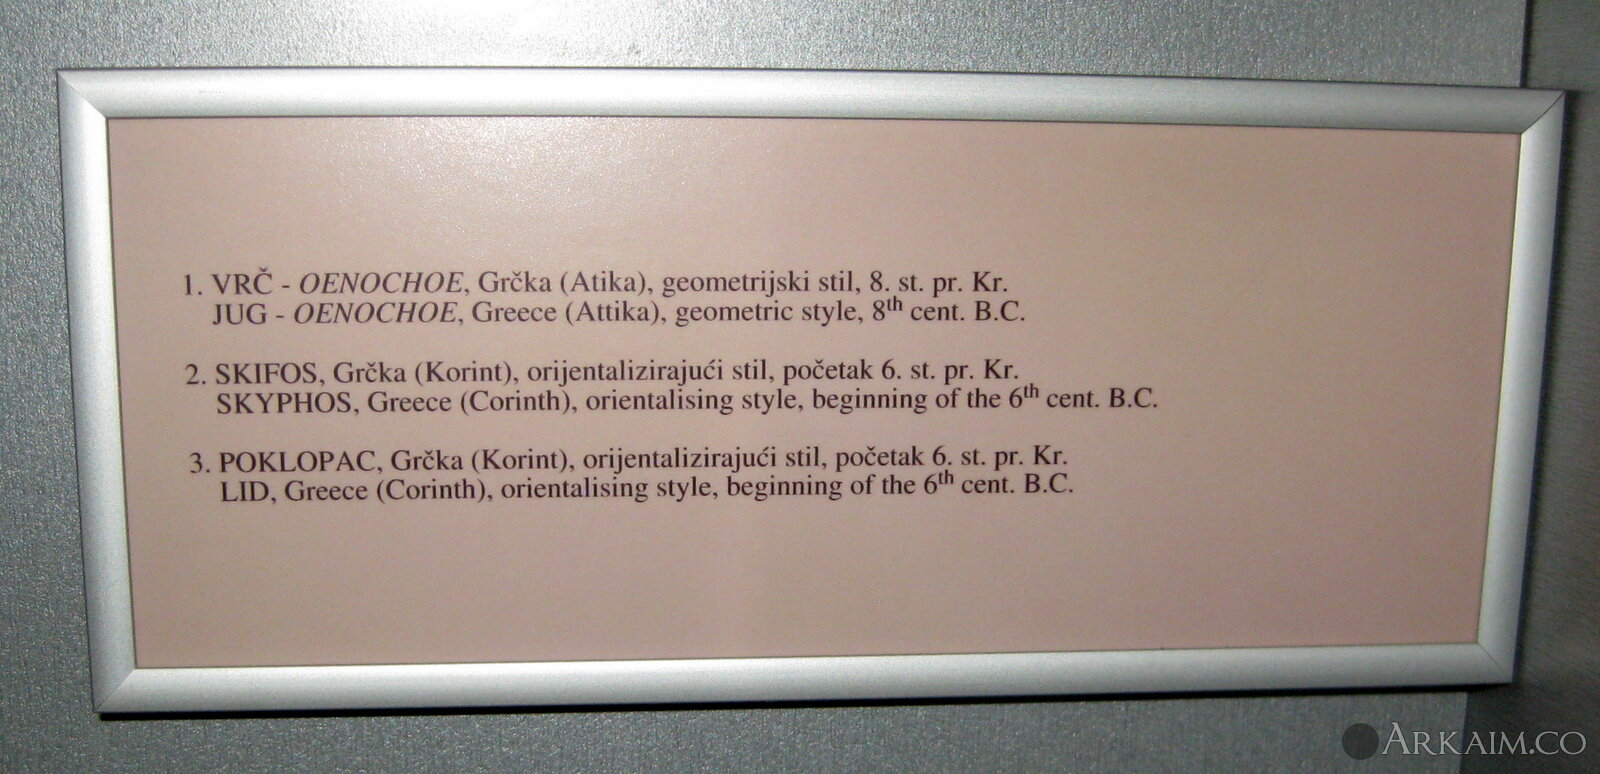 1. VRČ - OENOCHOE, Grčka (Atika), geometrijski stil, 8. st. pr. Kr.
JUG - OENOCHOE, Greece (Attika), geometric style, 8th cent. B.C.
2. SKIFOS, Grčka (Korint), orijentalizirajući stil, početak 6. st. pr. Kr.
SKYPHOS, Greece (Corinth), orientalising style, beginning of the 6th cent. B.C.
3. POKLOPAC, Grčka (Korint), orijentalizirajući stil, početak 6. st. pr. Kr.
LID, Greece (Corinth), orientalising style, beginning of the 6th cent. B.C.
ARKAIM.CO